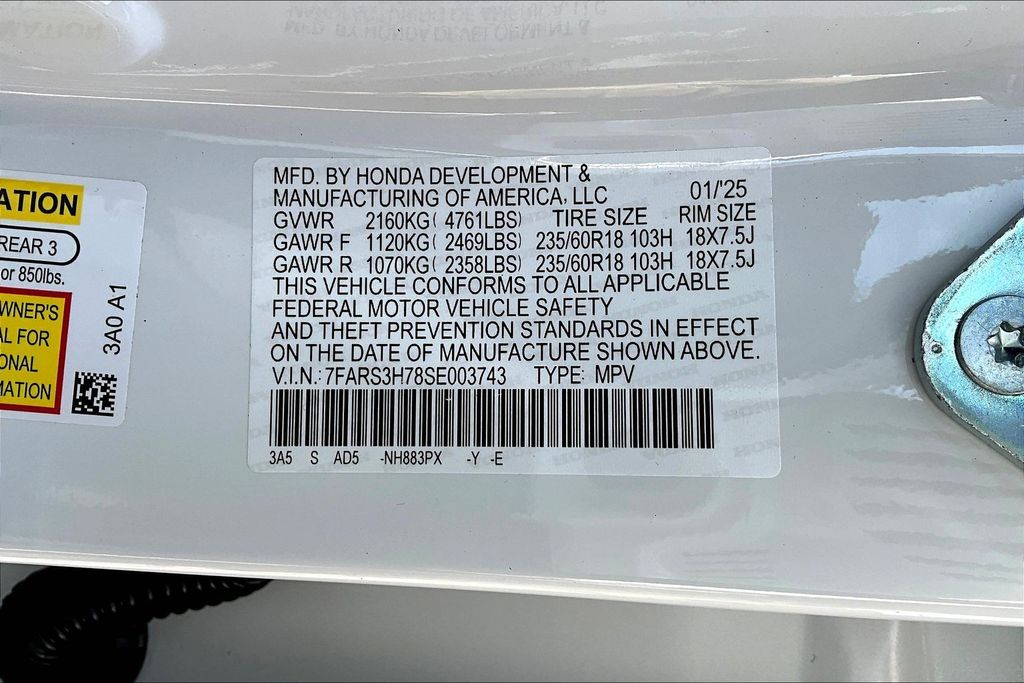 MFD. BY HONDA DEVELOPMENT &
MANUFACTURING OF AMERICA, LLC 01/'25
GVWR 2160KG( 4761LBS) TIRE SIZE RIM SIZE
GAWR F 1120KG( 2469LBS) 235/60R18 103H 18X7.5J
GAWR R 1070KG( 2358LBS) 235/60R18 103H 18X7.5J
THIS VEHICLE CONFORMS TO ALL APPLICABLE
FEDERAL MOTOR VEHICLE SAFETY
AND THEFT PREVENTION STANDARDS IN EFFECT
ON THE DATE OF MANUFACTURE SHOWN ABOVE.
V.I.N.: 7FARS3H78SE003743 TYPE: MPV
3A5 S AD5 -NH883PX -Y -E
ATION
REAR 3
or 850lbs.
WNER'S
AL FOR
ONAL
MATION
3A0 A1